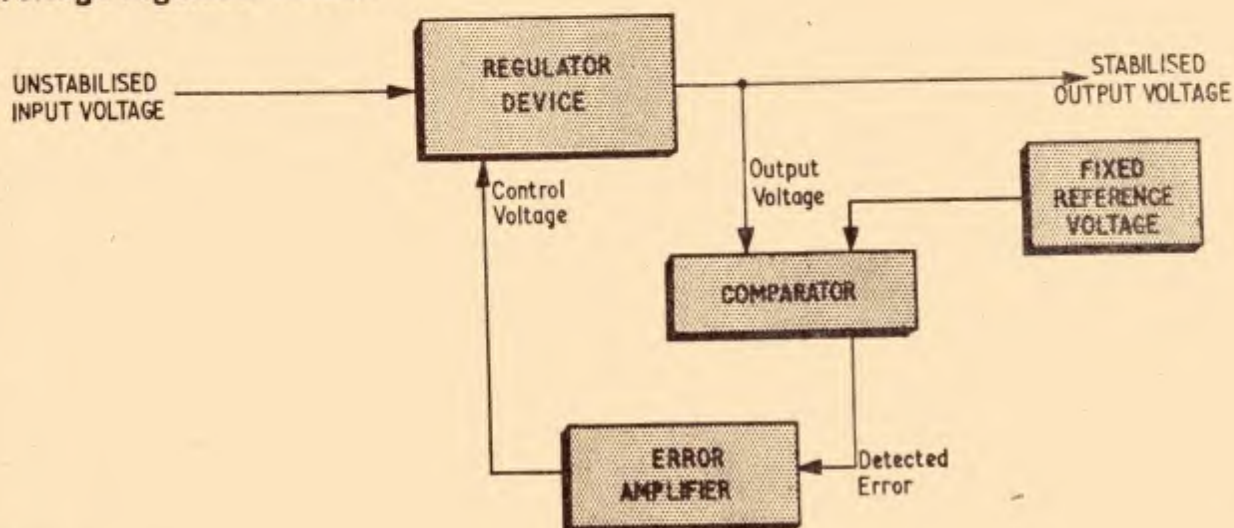 UNSTABILISED
INPUT VOLTAGE
REGULATOR
DEVICE
STABILISED
OUTPUT VOLTAGE
Control
Voltage
Output
Voltage
FIXED
REFERENCE
VOLTAGE
COMPARATOR
ERROR
AMPLIFIER
Detected
Error